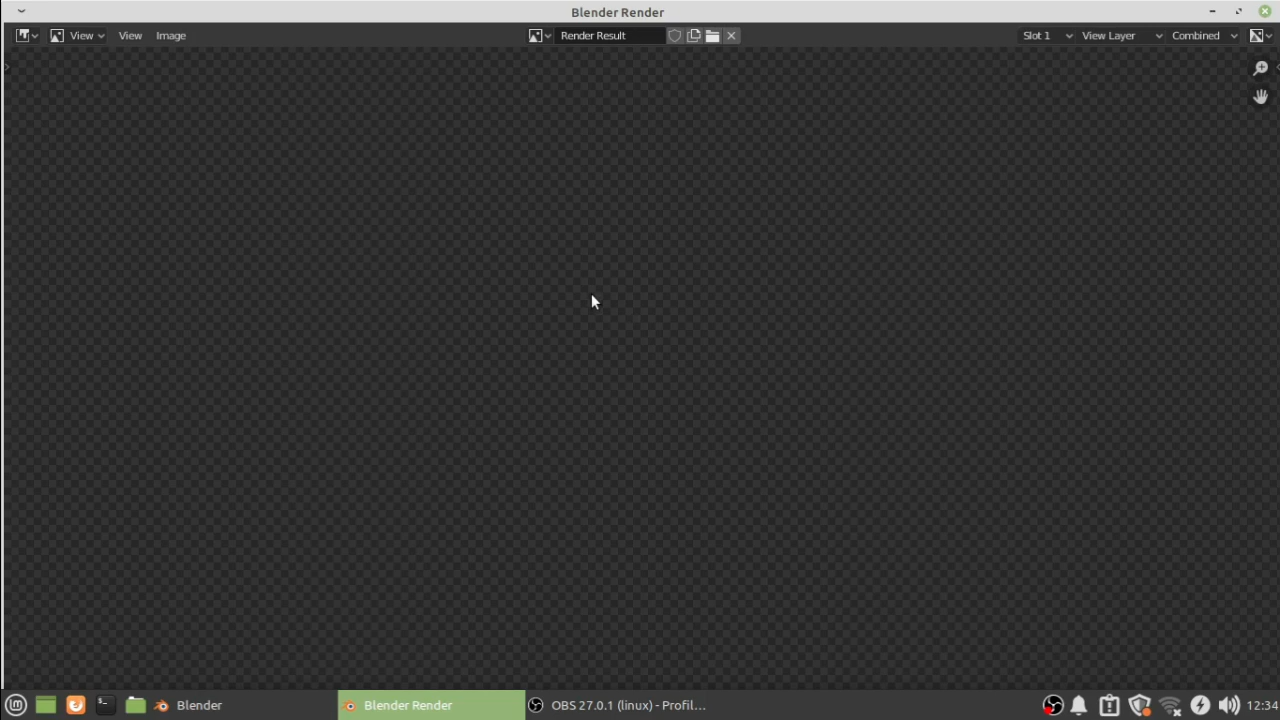 Blender Render
View View Image Render Result Slot 1 View Layer Combined
Blender Blender Render OBS 27.0.1 (linux) - Profil... 12:34